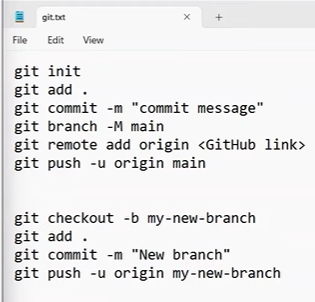 git.txt
File Edit View
git init
git add .
git commit -m "commit message"
git branch -M main
git remote add origin <GitHub link>
git push -u origin main
git checkout -b my-new-branch
git add .
git commit -m "New branch"
git push -u origin my-new-branch